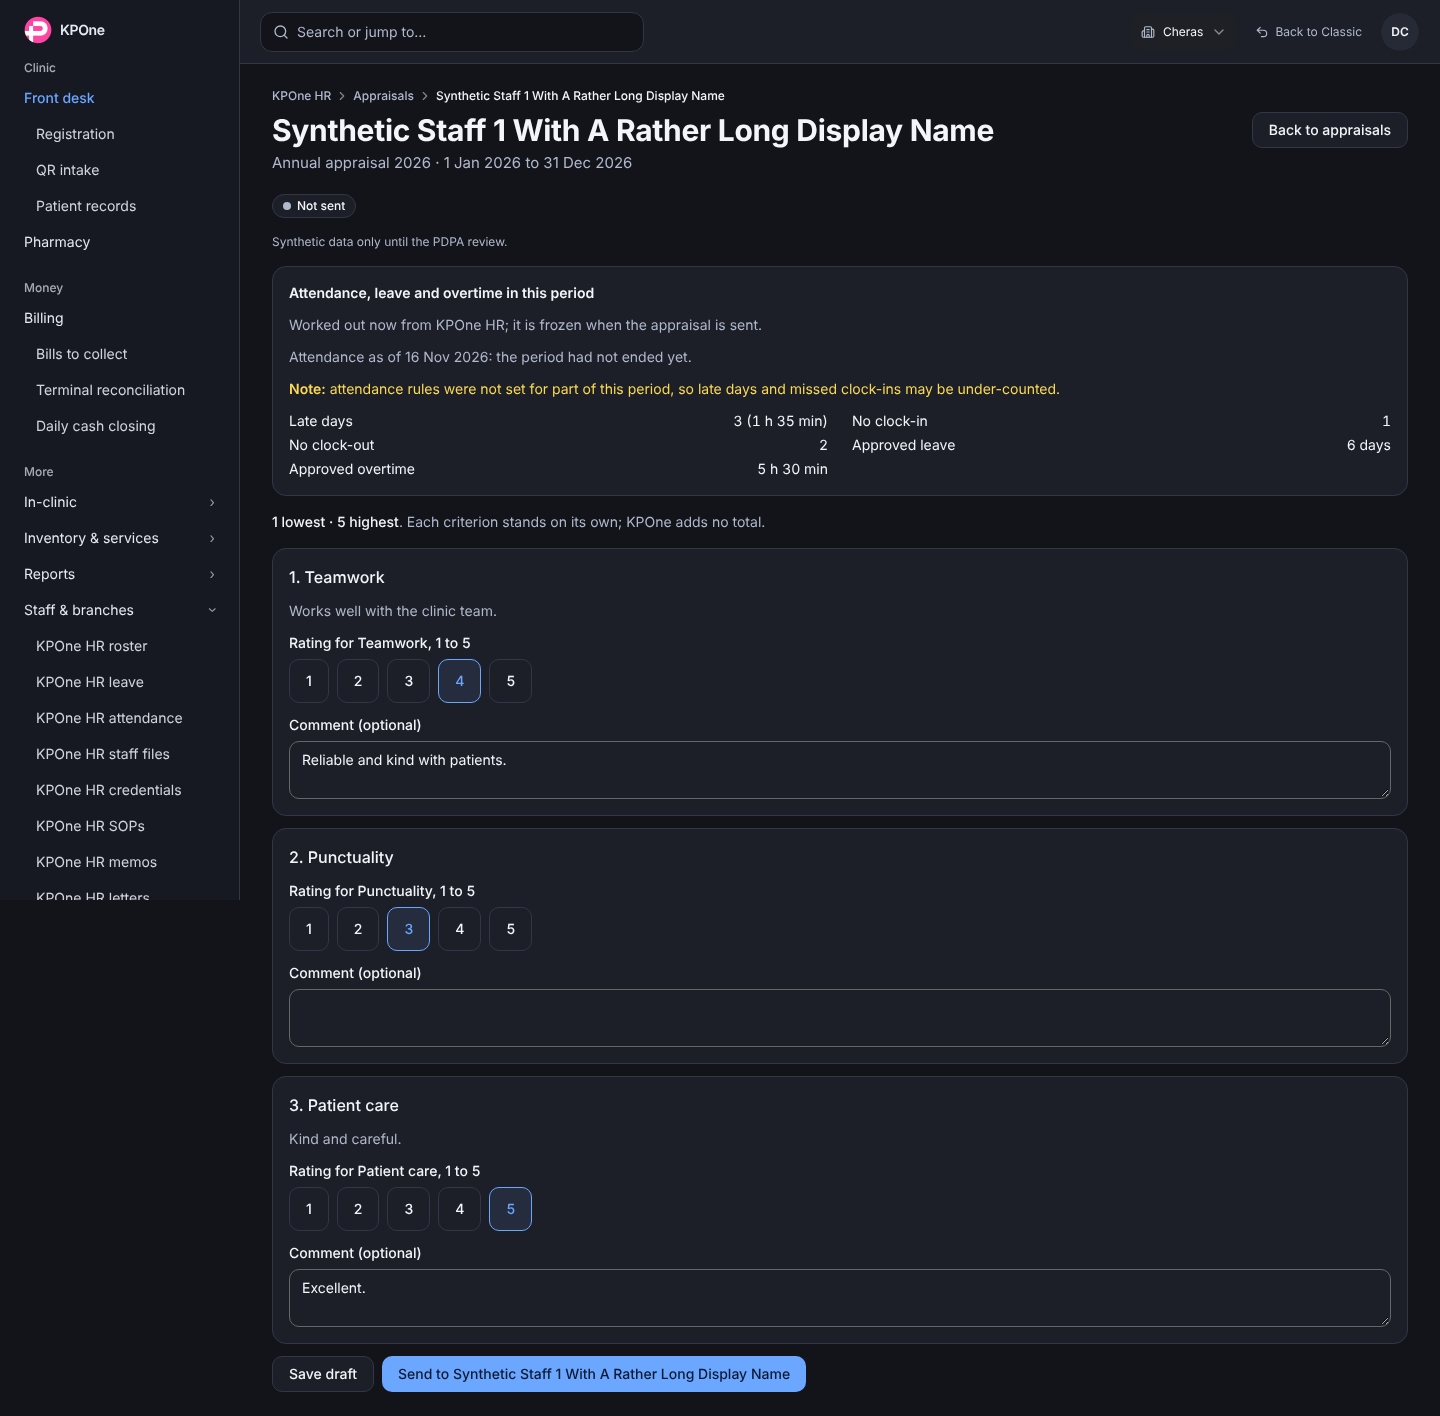 KPOne
Clinic
Front desk
Registration
QR intake
Patient records
Pharmacy
Money
Billing
Bills to collect
Terminal reconciliation
Daily cash closing
More
In-clinic
Inventory & services
Reports
Staff & branches
KPOne HR roster
KPOne HR leave
KPOne HR attendance
KPOne HR staff files
KPOne HR credentials
KPOne HR SOPs
KPOne HR memos
KPOne HR letters
Search or jump to...
Cheras
Back to Classic
DC
KPOne HR > Appraisals > Synthetic Staff 1 With A Rather Long Display Name
Synthetic Staff 1 With A Rather Long Display Name
Back to appraisals
Annual appraisal 2026 · 1 Jan 2026 to 31 Dec 2026
Not sent
Synthetic data only until the PDPA review.
Attendance, leave and overtime in this period
Worked out now from KPOne HR; it is frozen when the appraisal is sent.
Attendance as of 16 Nov 2026: the period had not ended yet.
Note: attendance rules were not set for part of this period, so late days and missed clock-ins may be under-counted.
Late days 3 (1 h 35 min) No clock-in 1
No clock-out 2 Approved leave 6 days
Approved overtime 5 h 30 min
1 lowest · 5 highest. Each criterion stands on its own; KPOne adds no total.
1. Teamwork
Works well with the clinic team.
Rating for Teamwork, 1 to 5
1 2 3 4 5
Comment (optional)
Reliable and kind with patients.
2. Punctuality
Rating for Punctuality, 1 to 5
1 2 3 4 5
Comment (optional)
3. Patient care
Kind and careful.
Rating for Patient care, 1 to 5
1 2 3 4 5
Comment (optional)
Excellent.
Save draft
Send to Synthetic Staff 1 With A Rather Long Display Name